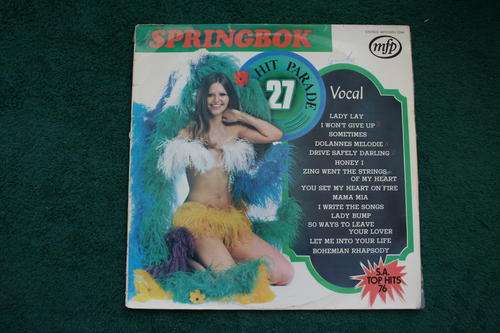 SPRINGBOK
mfp
HIT PARADE
27
Vocal
LADY LAY
I WON'T GIVE UP
SOMETIMES
DOLANNES MELODIE
DRIVE SAFELY DARLING
HONEY I
ZING WENT THE STRINGS
OF MY HEART
YOU SET MY HEART ON FIRE
MAMA MIA
I WRITE THE SONGS
LADY BUMP
50 WAYS TO LEAVE
YOUR LOVER
LET ME INTO YOUR LIFE
BOHEMIAN RHAPSODY
S.A.
TOP HITS
76